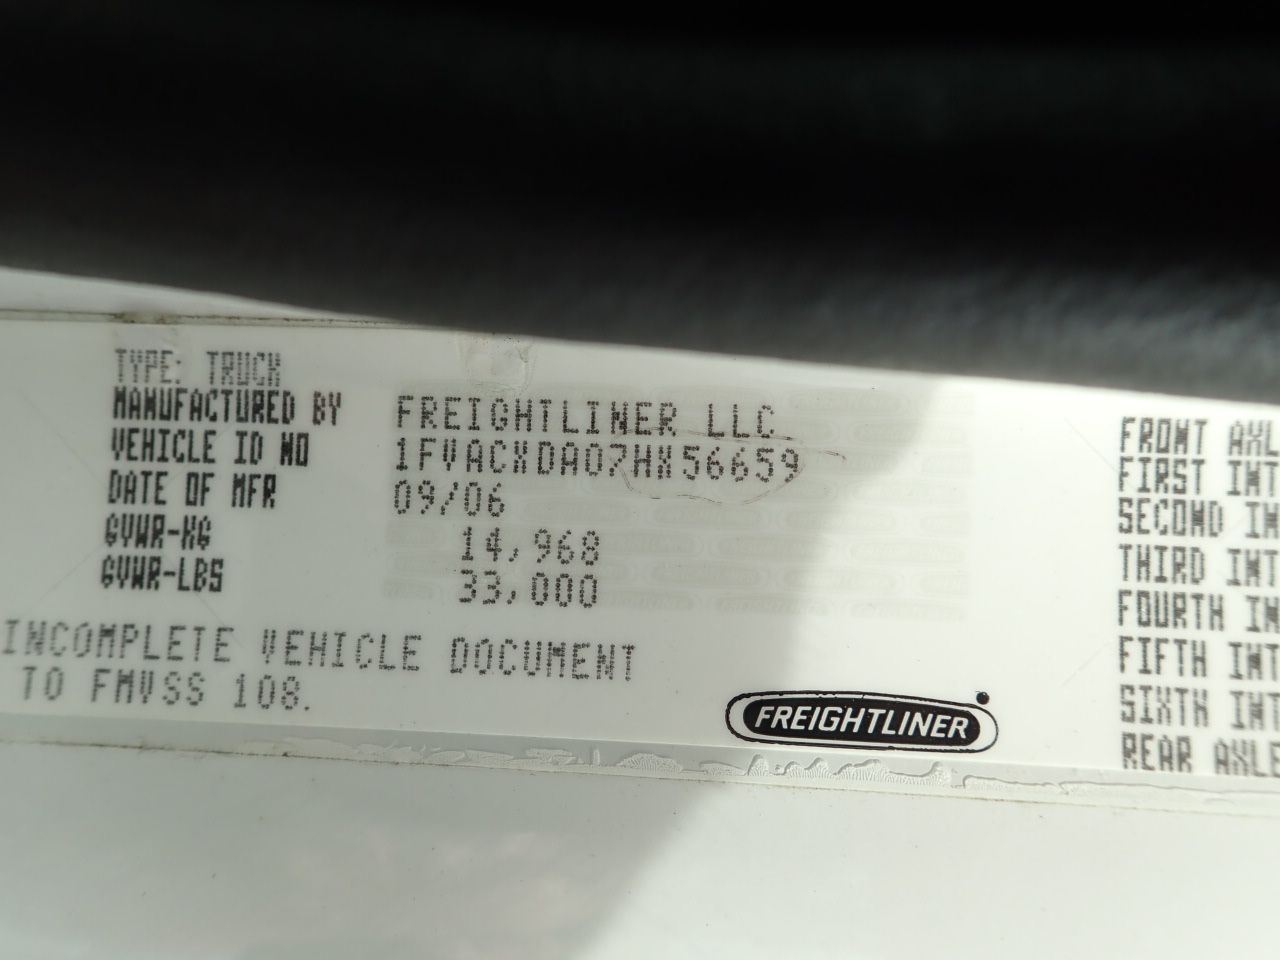 TYPE: TRUCK
MANUFACTURED BY FREIGHTLINER LLC
VEHICLE ID NO 1FVACXDA07HX56659
DATE OF MFR 09/06
GVWR-KG 14,968
GVWR-LBS 33,000
INCOMPLETE VEHICLE DOCUMENT
TO FMVSS 108.
FREIGHTLINER
FRONT AXL
FIRST INT
SECOND IN
THIRD INT
FOURTH IN
FIFTH INT
SIXTH INT
REAR AXLE